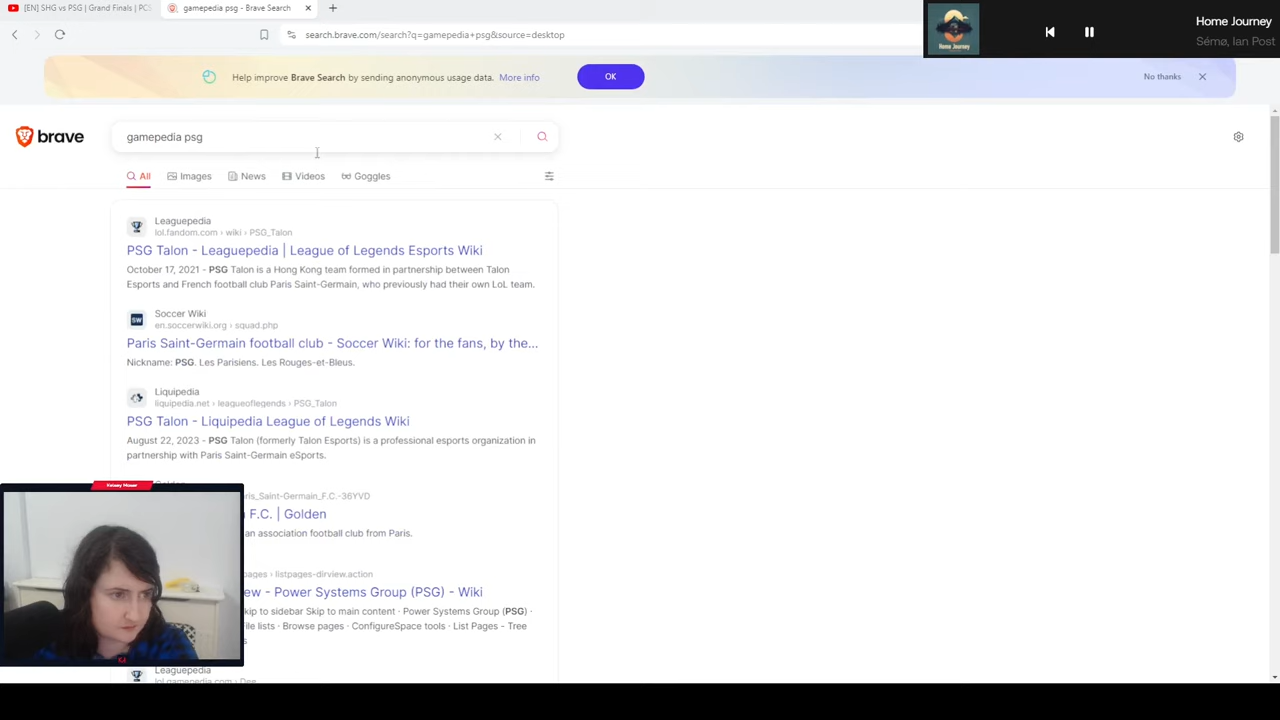 [EN] SHG vs PSG | Grand Finals | PCS
gamepedia psg - Brave Search
search.brave.com/search?q=gamepedia+psg&source=desktop
Home Journey
Sémø, Ian Post
Help improve Brave Search by sending anonymous usage data. More info
OK
No thanks
brave
gamepedia psg
All
Images
News
Videos
Goggles
Leaguepedia
lol.fandom.com › wiki › PSG_Talon
PSG Talon - Leaguepedia | League of Legends Esports Wiki
October 17, 2021 - PSG Talon is a Hong Kong team formed in partnership between Talon
Esports and French football club Paris Saint-Germain, who previously had their own LoL team.
SW
Soccer Wiki
en.soccerwiki.org › squad.php
Paris Saint-Germain football club - Soccer Wiki: for the fans, by the...
Nickname: PSG. Les Parisiens. Les Rouges-et-Bleus.
Liquipedia
liquipedia.net › leagueoflegends › PSG_Talon
PSG Talon - Liquipedia League of Legends Wiki
August 22, 2023 - PSG Talon (formerly Talon Esports) is a professional esports organization in
partnership with Paris Saint-Germain eSports.
aris_Saint-Germain_F.C.-36YVD
F.C. | Golden
an association football club from Paris.
pages › listpages-dirview.action
ew - Power Systems Group (PSG) - Wiki
kip to sidebar Skip to main content · Power Systems Group (PSG) ·
ile lists · Browse pages · ConfigureSpace tools · List Pages - Tree
Leaguepedia
lol.gamepedia.com › Dee